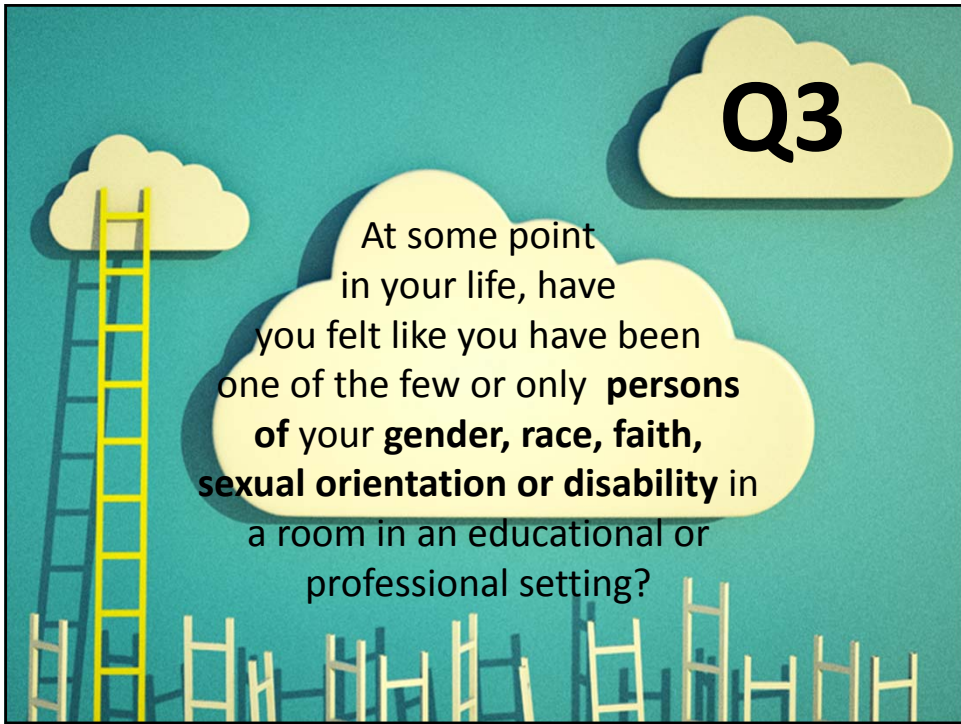 Q3
At some point
in your life, have
you felt like you have been
one of the few or only persons
of your gender, race, faith,
sexual orientation or disability in
a room in an educational or
professional setting?